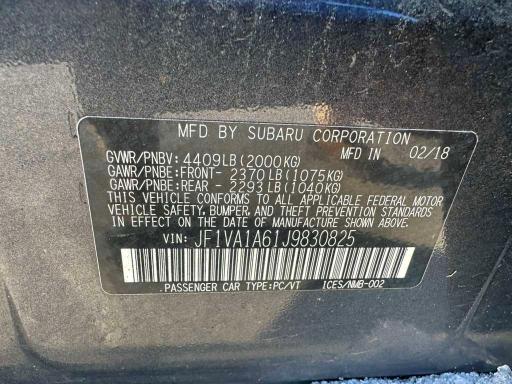 MFD BY SUBARU CORPORATION
GVWR/PNBV: 4409LB(2000KG) MFD IN 02/18
GAWR/PNBE:FRONT- 2370LB(1075KG)
GAWR/PNBE:REAR - 2293LB(1040KG)
THIS VEHICLE CONFORMS TO ALL APPLICABLE FEDERAL MOTOR
VEHICLE SAFETY, BUMPER, AND THEFT PREVENTION STANDARDS
IN EFFECT ON THE DATE OF MANUFACTURE SHOWN ABOVE.
VIN: JF1VA1A61J9830825
PASSENGER CAR TYPE:PC/VT ICES/NMB-002